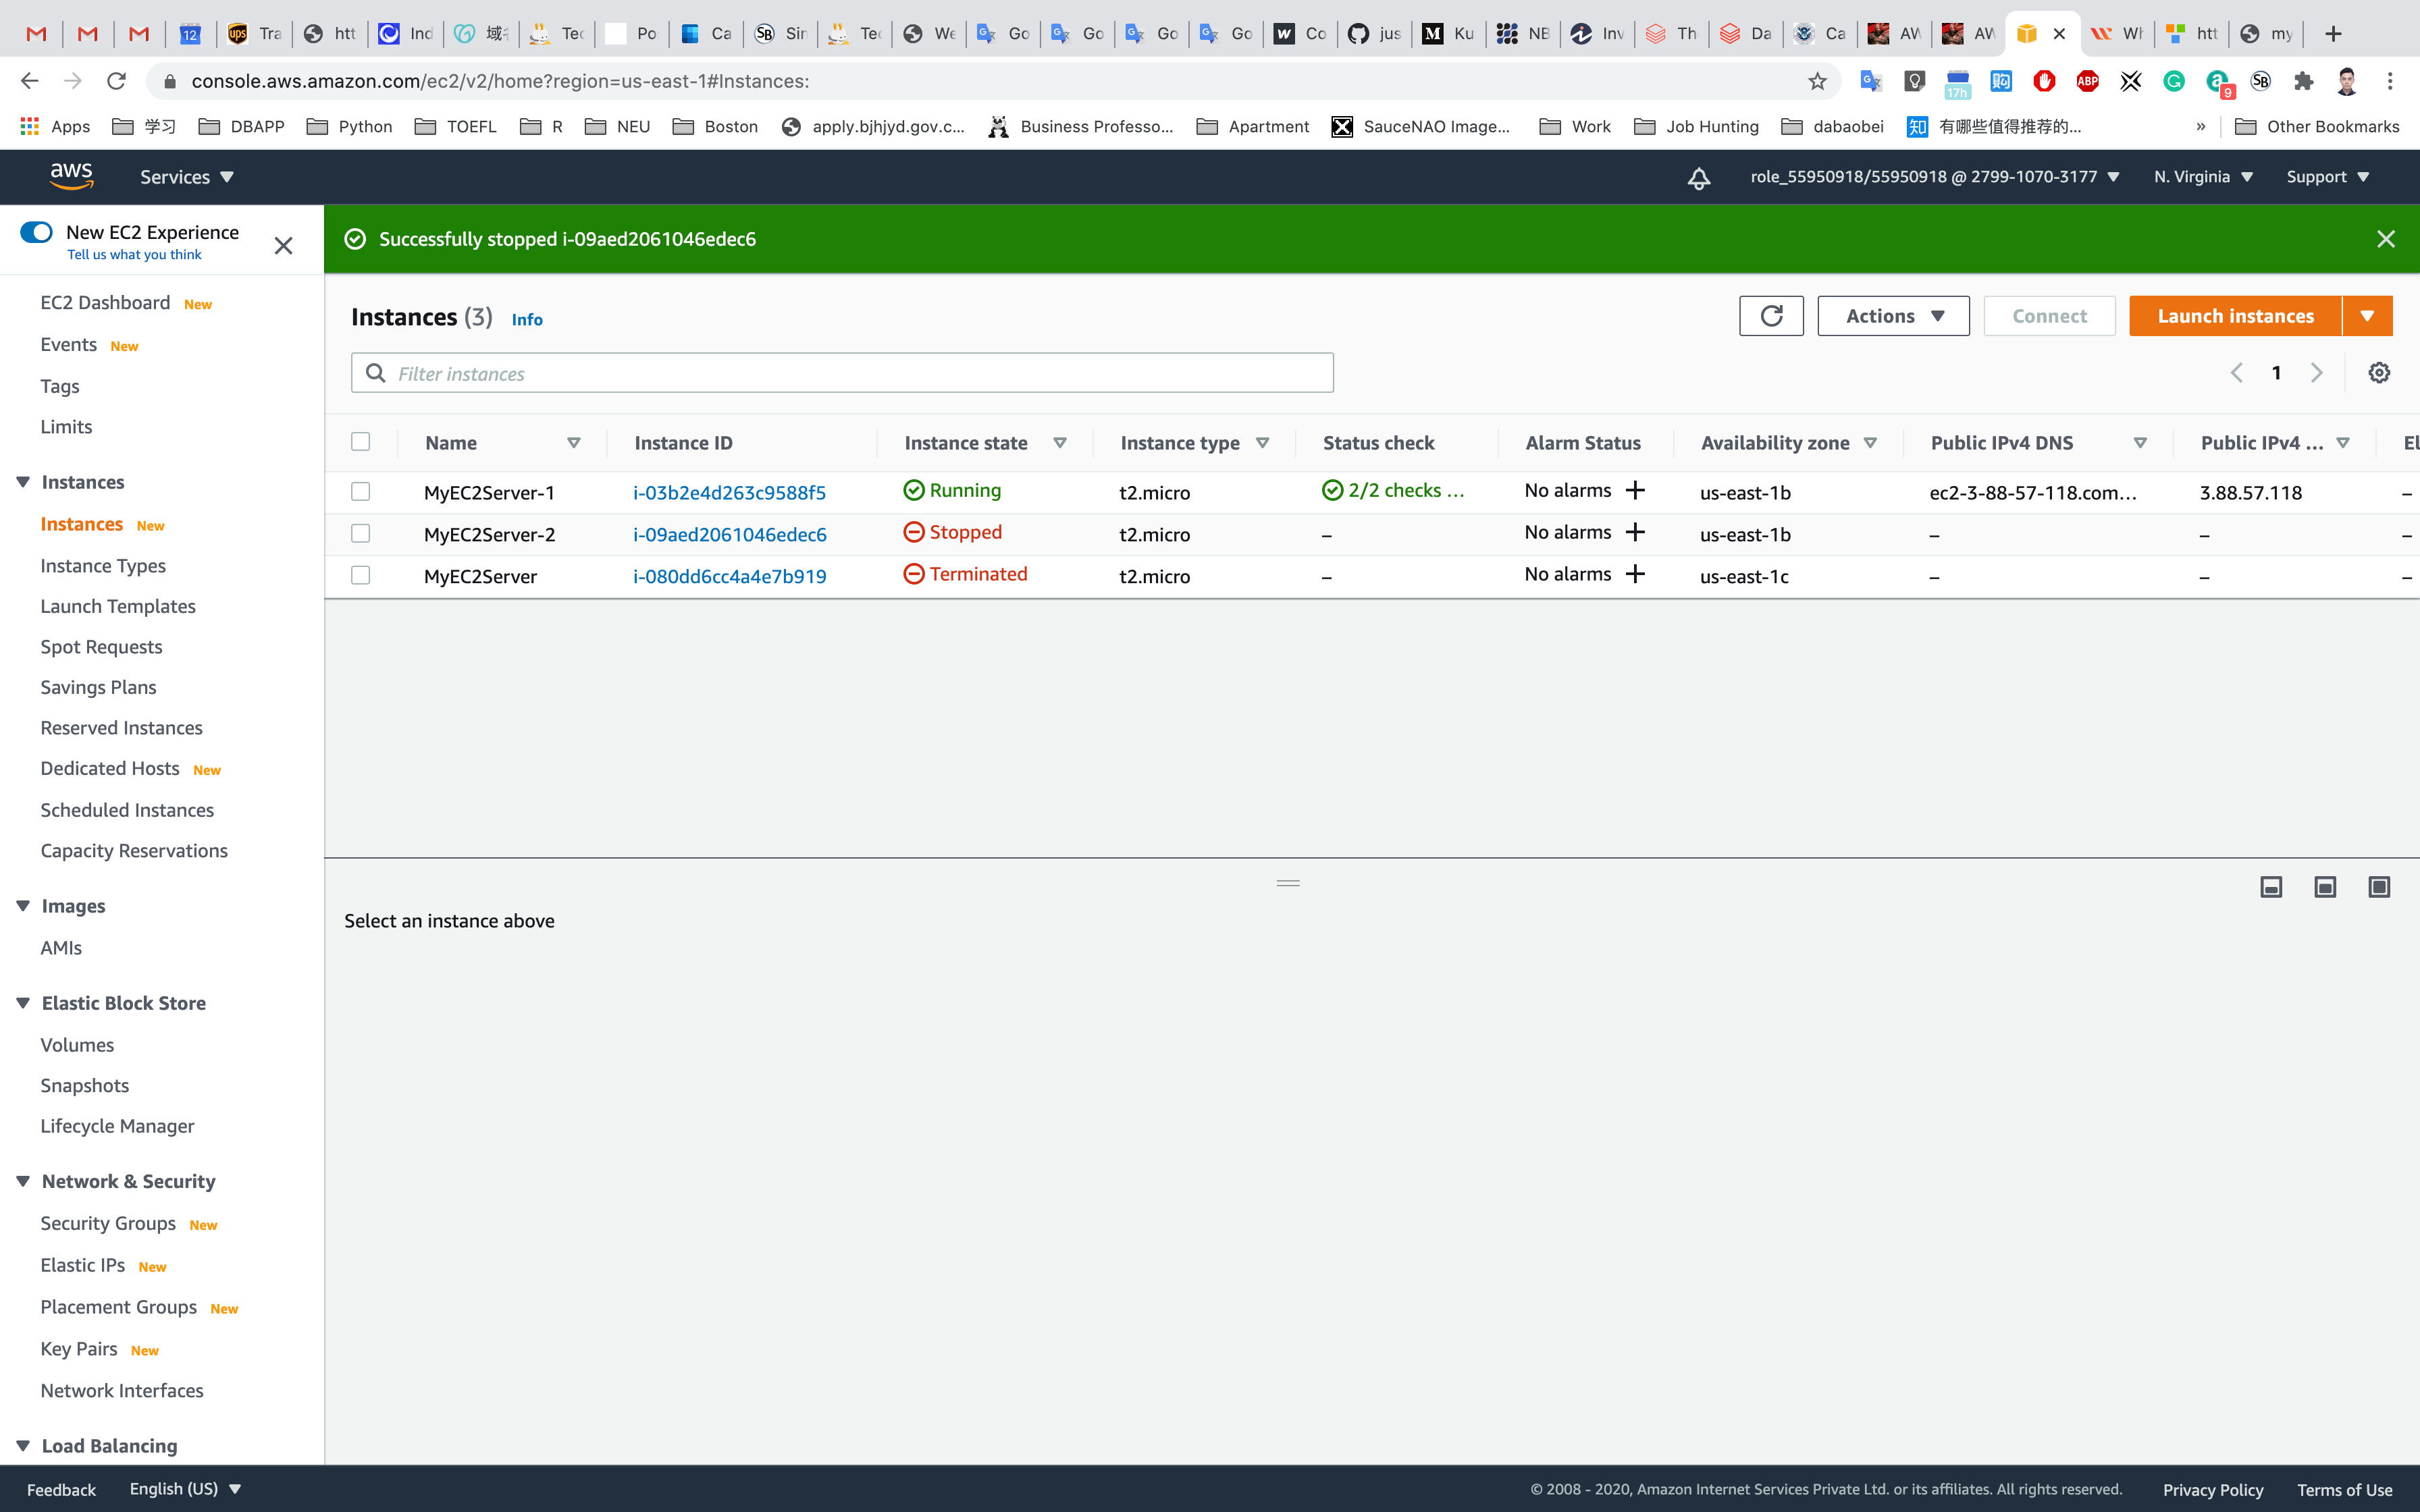 12 Tra htt Ind Tec Po Ca Sin Tec We Go Go Go Go Co jus Ku NB Inv Th Da Ca AW AW Wh htt my
console.aws.amazon.com/ec2/v2/home?region=us-east-1#Instances:
17h ABP 9
Apps 学习 DBAPP Python TOEFL R NEU Boston apply.bjhjyd.gov.c... Business Professo... Apartment SauceNAO Image... Work Job Hunting dabaobei 有哪些值得推荐的... » Other Bookmarks
aws Services role_55950918/55950918 @ 2799-1070-3177 N. Virginia Support
New EC2 Experience
Tell us what you think
Successfully stopped i-09aed2061046edec6
EC2 Dashboard New
Events New
Tags
Limits
Instances
Instances New
Instance Types
Launch Templates
Spot Requests
Savings Plans
Reserved Instances
Dedicated Hosts New
Scheduled Instances
Capacity Reservations
Images
AMIs
Elastic Block Store
Volumes
Snapshots
Lifecycle Manager
Network & Security
Security Groups New
Elastic IPs New
Placement Groups New
Key Pairs New
Network Interfaces
Load Balancing
Instances (3) Info
Actions Connect Launch instances
Filter instances
1
Name Instance ID Instance state Instance type Status check Alarm Status Availability zone Public IPv4 DNS Public IPv4 ... El
MyEC2Server-1 i-03b2e4d263c9588f5 Running t2.micro 2/2 checks ... No alarms + us-east-1b ec2-3-88-57-118.com... 3.88.57.118 –
MyEC2Server-2 i-09aed2061046edec6 Stopped t2.micro – No alarms + us-east-1b – – –
MyEC2Server i-080dd6cc4a4e7b919 Terminated t2.micro – No alarms + us-east-1c – – –
Select an instance above
Feedback English (US) © 2008 - 2020, Amazon Internet Services Private Ltd. or its affiliates. All rights reserved. Privacy Policy Terms of Use